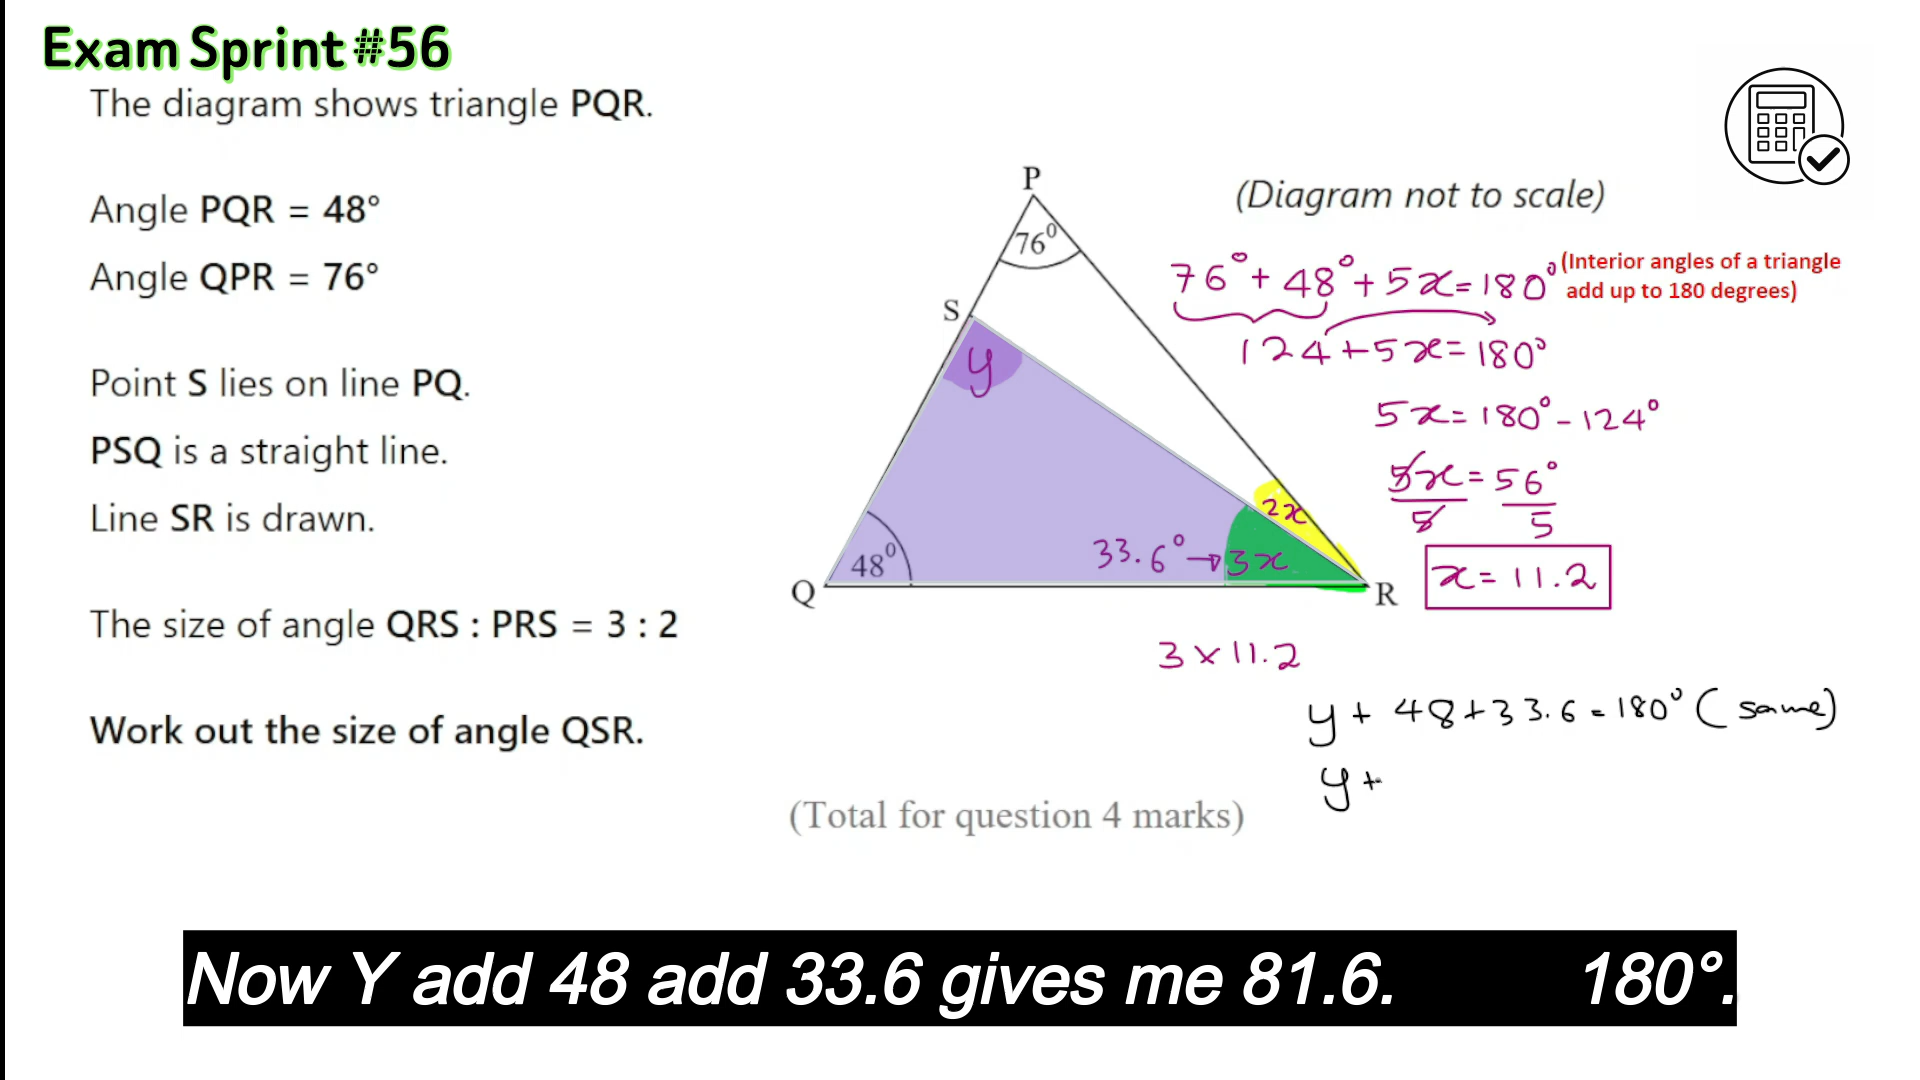 Exam Sprint #56
The diagram shows triangle PQR.
Angle PQR = 48°
Angle QPR = 76°
Point S lies on line PQ.
PSQ is a straight line.
Line SR is drawn.
The size of angle QRS : PRS = 3 : 2
Work out the size of angle QSR.
(Total for question 4 marks)
P
76⁰
S
y
48⁰
Q
33.6° → 3x
2x
R
3 × 11.2
(Diagram not to scale)
76° + 48° + 5x = 180° (Interior angles of a triangle
add up to 180 degrees)
124 + 5x = 180°
5x = 180° - 124°
5x = 56°
5 5
x = 11.2
y + 48 + 33.6 = 180° (same)
y +
Now Y add 48 add 33.6 gives me 81.6. 180°.